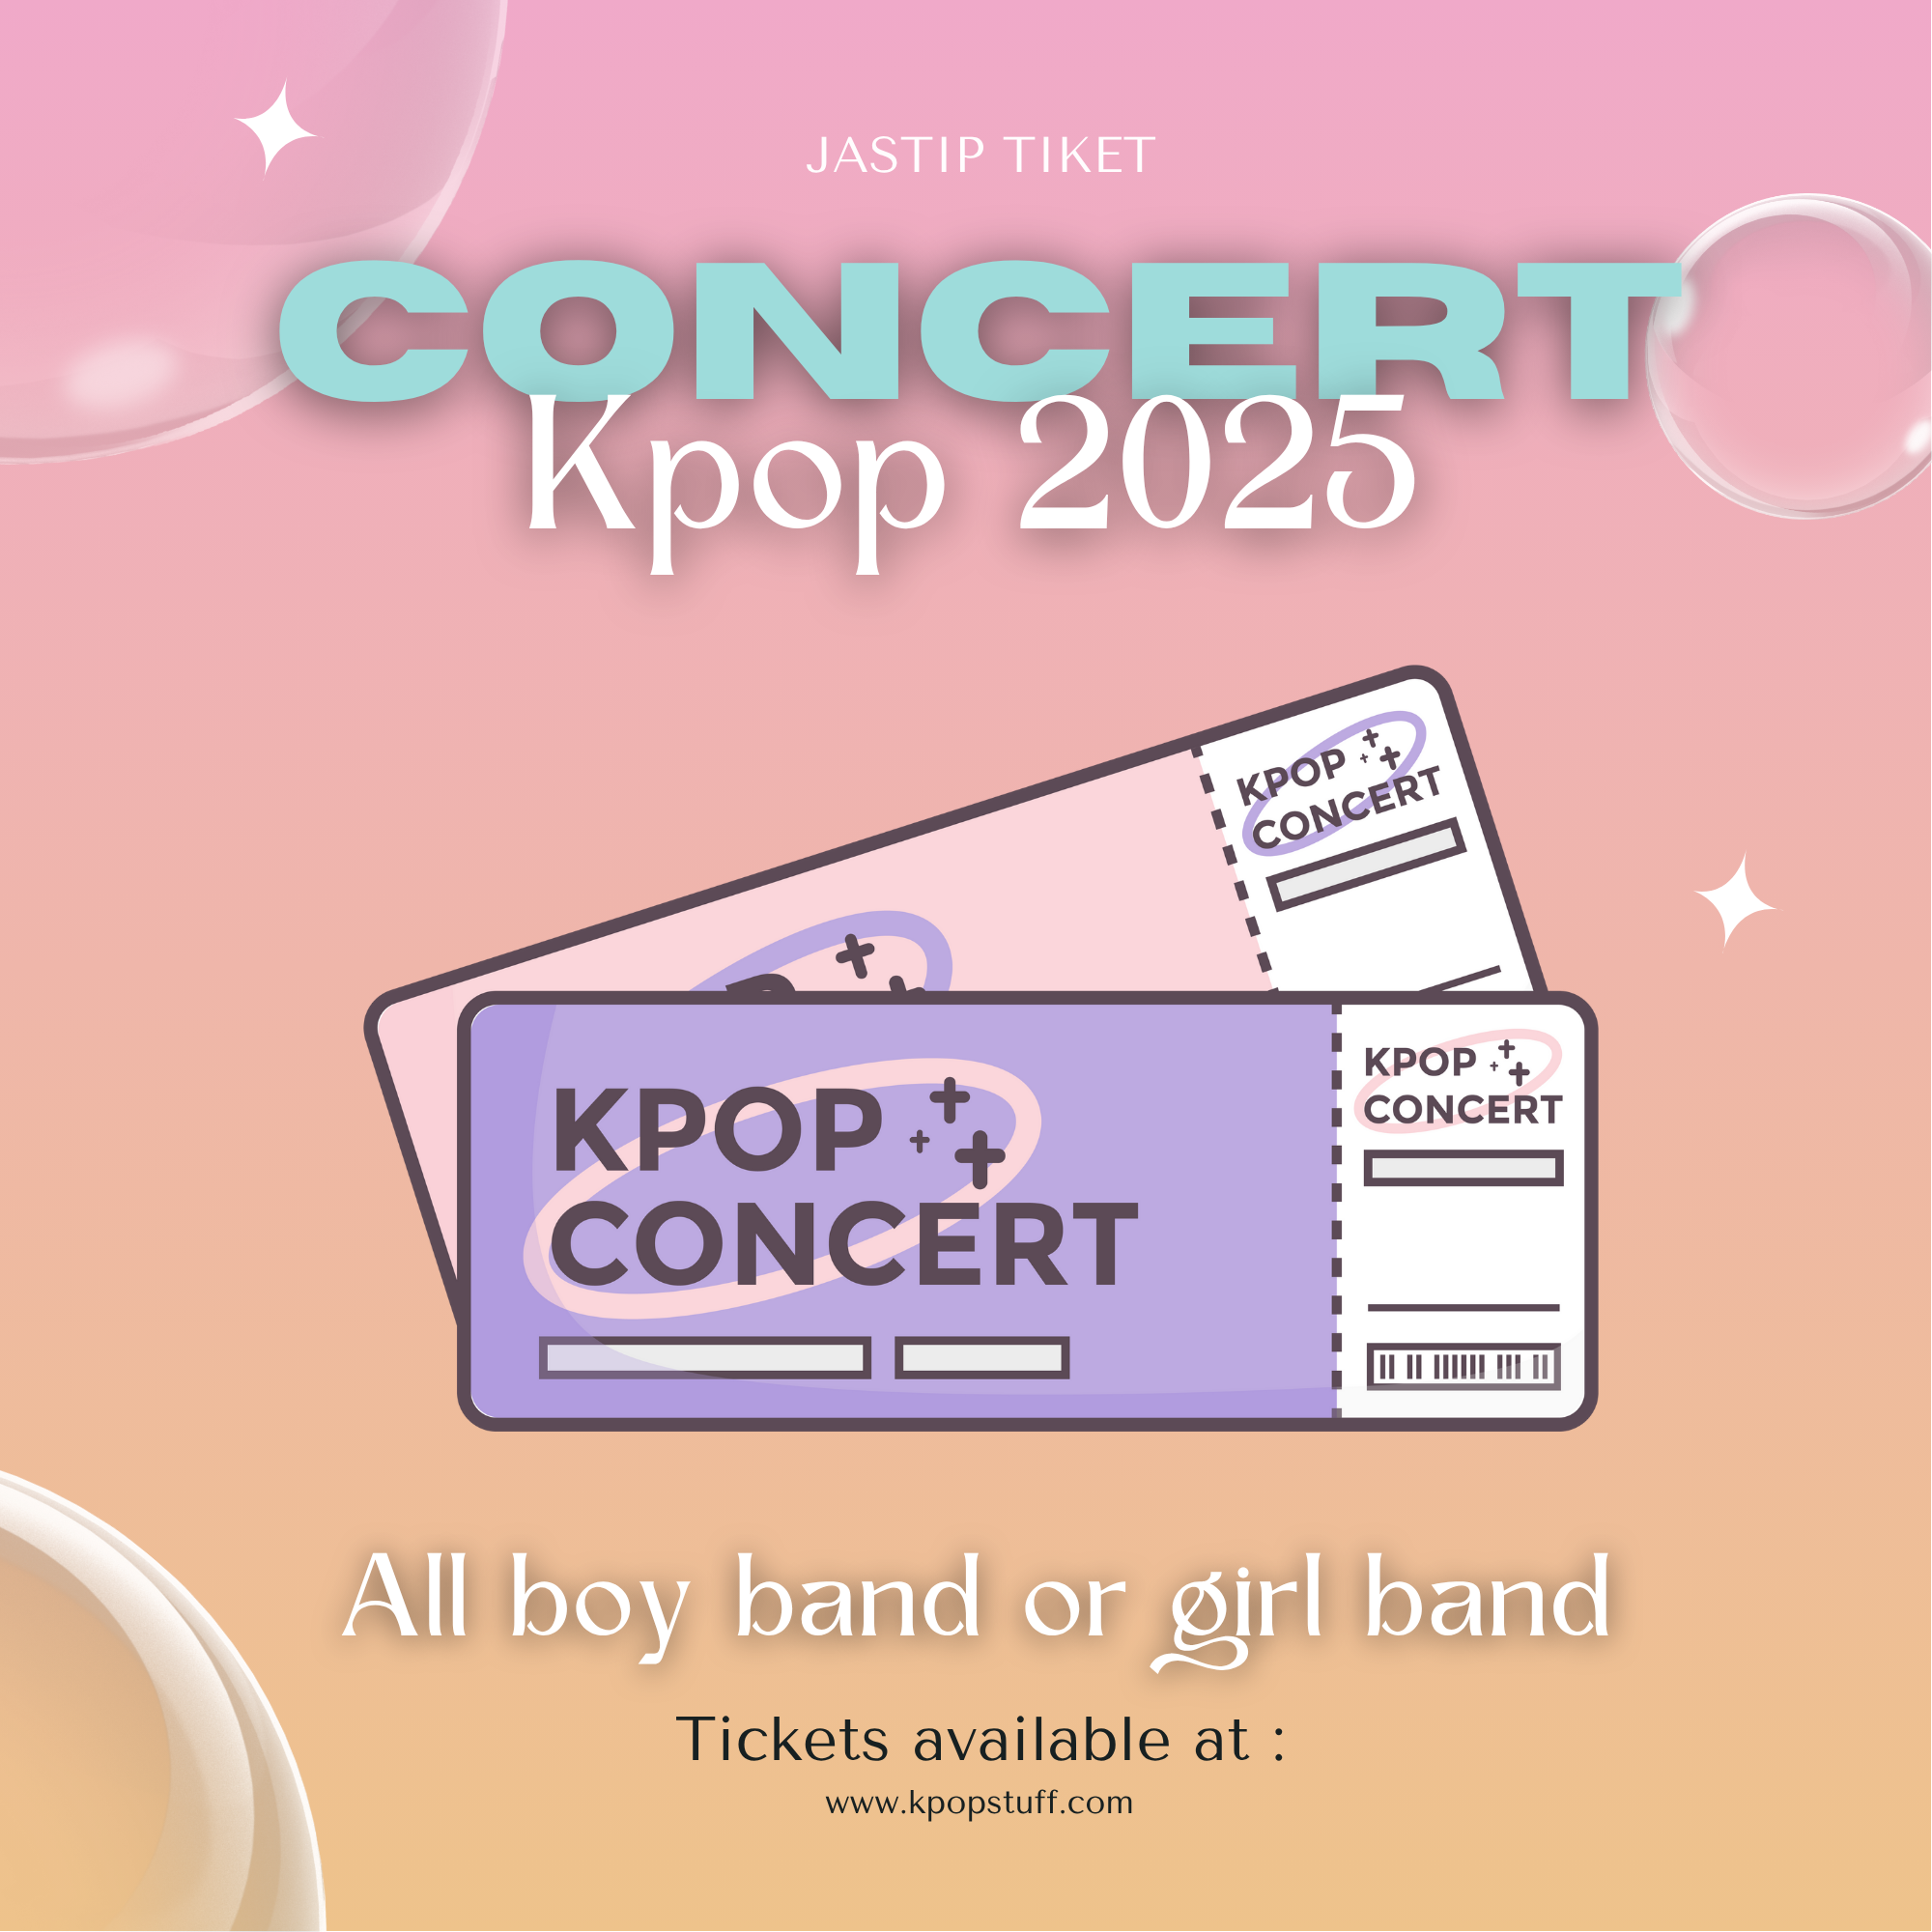 JASTIP TIKET
CONCERT
Kpop 2025
KPOP
CONCERT
KPOP
CONCERT
KPOP
CONCERT
All boy band or girl band
Tickets available at :
www.kpopstuff.com